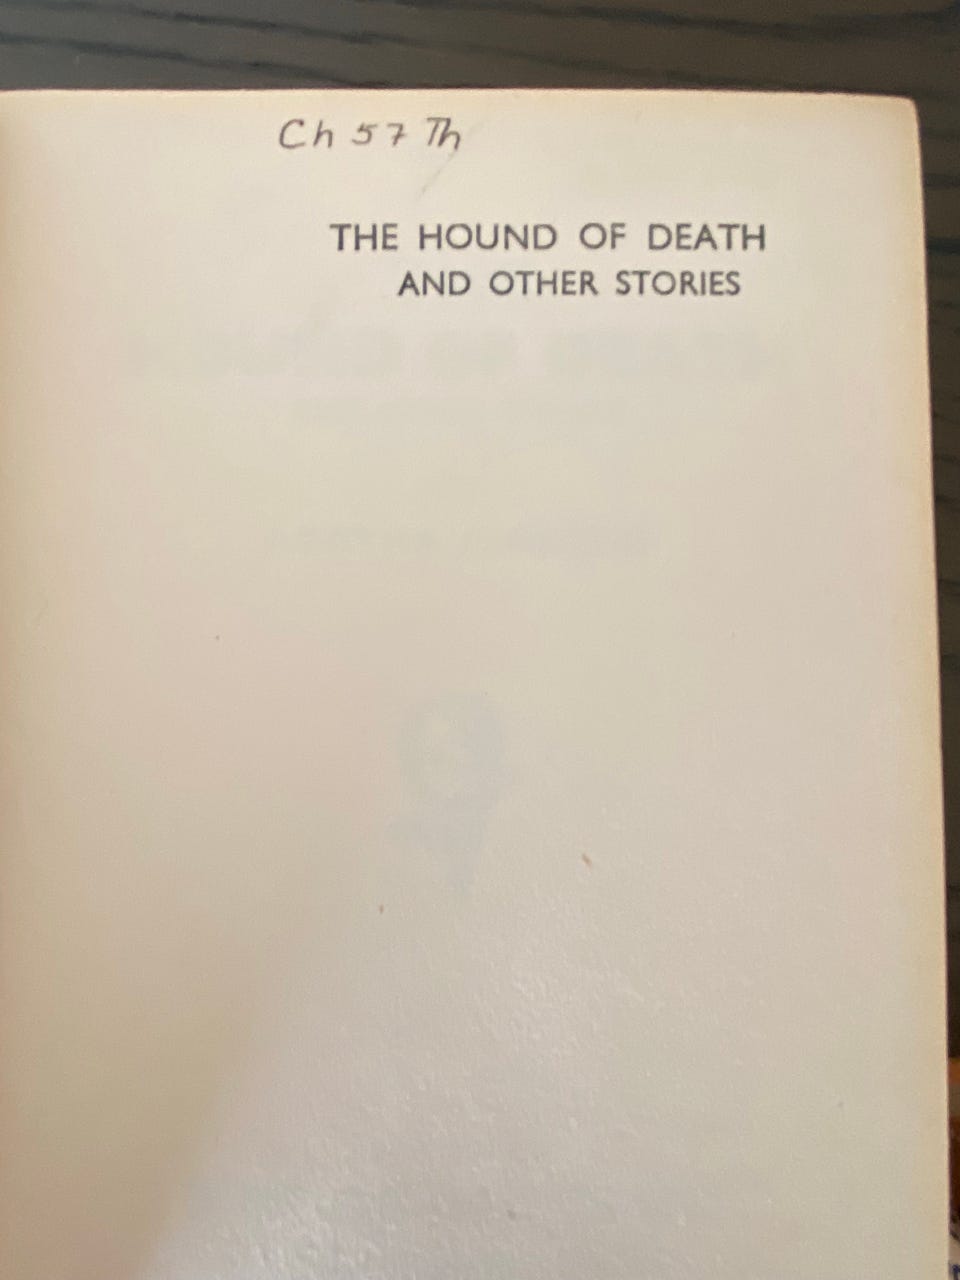 Ch 57 Th
THE HOUND OF DEATH
AND OTHER STORIES